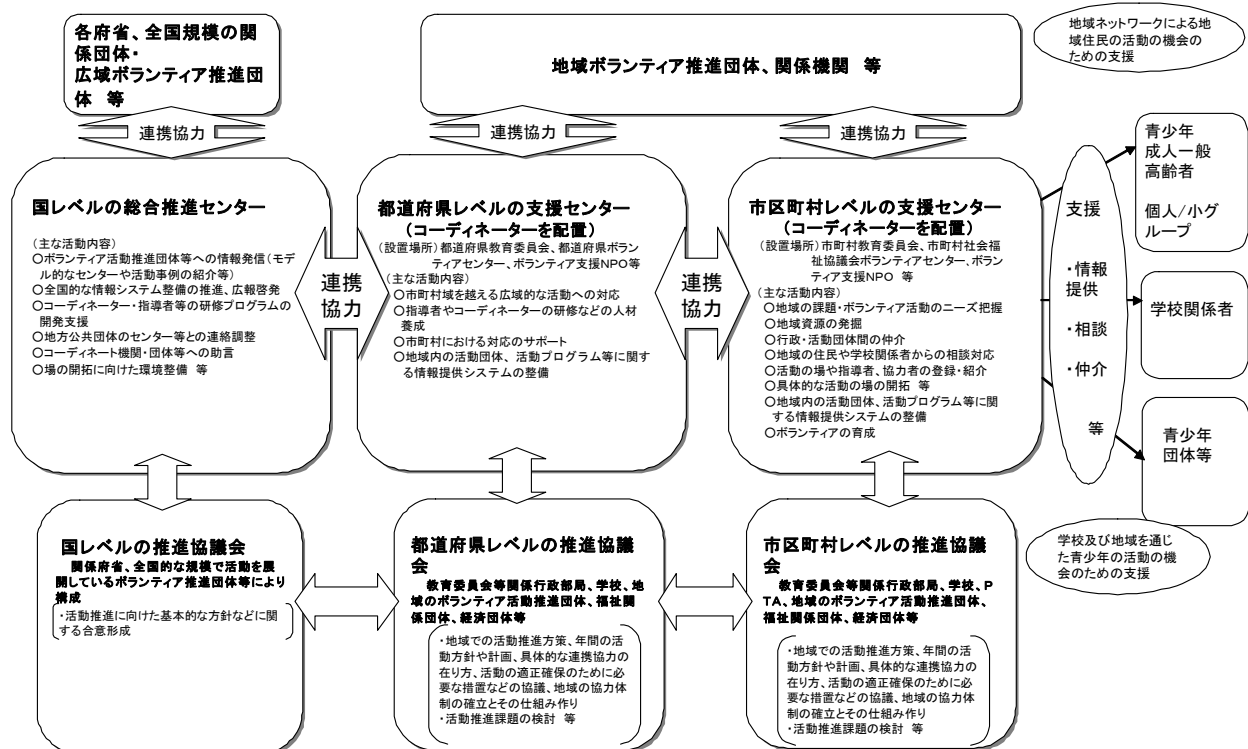 各府省、全国規模の関
係団体・
広域ボランティア推進団
体　等
地域ボランティア推進団体、関係機関　等
地域ネットワークによる地
域住民の活動の機会
のための支援
連携協力
連携協力
連携協力
国レベルの総合推進センター
（主な活動内容）
○ボランティア活動推進団体等への情報発信（モデ
ル的なセンターや活動事例の紹介等）
○全国的な情報システム整備の推進、広報啓発
○コーディネーター・指導者等の研修プログラムの
開発支援
○地方公共団体のセンター等との連絡調整
○コーディネート機関・団体等への助言
○場の開拓に向けた環境整備　等
連携
協力
都道府県レベルの支援センター
（コーディネーターを配置）
（設置場所）都道府県教育委員会、都道府県ボラン
ティアセンター、ボランティア支援NPO等
（主な活動内容）
○市町村域を越える広域的な活動への対応
○指導者やコーディネーターの研修などの人材
養成
○市町村における対応のサポート
○地域内の活動団体、活動プログラム等に関す
る情報提供システムの整備
連携
協力
市区町村レベルの支援センター
（コーディネーターを配置）
（設置場所）市町村教育委員会、市町村社会福
祉協議会ボランティアセンター、ボラン
ティア支援NPO　等
（主な活動内容）
○地域の課題・ボランティア活動のニーズ把握
○地域資源の発掘
○行政・活動団体間の仲介
○地域の住民や学校関係者からの相談対応
○活動の場や指導者、協力者の登録・紹介
○具体的な活動の場の開拓　等
○地域内の活動団体、活動プログラム等に関
する情報提供システムの整備
○ボランティアの育成
支援
・情報
提供
・相談
・仲介
等
青少年
成人一般
高齢者
個人/小グ
ループ
学校関係者
青少年
団体等
国レベルの推進協議会
関係府省、全国的な規模で活動を展
開しているボランティア推進団体等により
構成
・活動推進に向けた基本的な方針などに関
する合意形成
都道府県レベルの推進協議
会
教育委員会等関係行政部局、学校、地
域のボランティア活動推進団体、福祉関
係団体、経済団体等
・地域での活動推進方策、年間の活
動方針や計画、具体的な連携協力の
在り方、活動の適正確保のために必
要な措置などの協議、地域の協力体
制の確立とその仕組み作り
・活動推進課題の検討　等
市区町村レベルの推進協議
会
教育委員会等関係行政部局、学校、P
TA、地域のボランティア活動推進団体、
福祉関係団体、経済団体等
・地域での活動推進方策、年間の活
動方針や計画、具体的な連携協力の
在り方、活動の適正確保のために必
要な措置などの協議、地域の協力体
制の確立とその仕組み作り
・活動推進課題の検討　等
学校及び地域を通じ
た青少年の活動の機
会のための支援